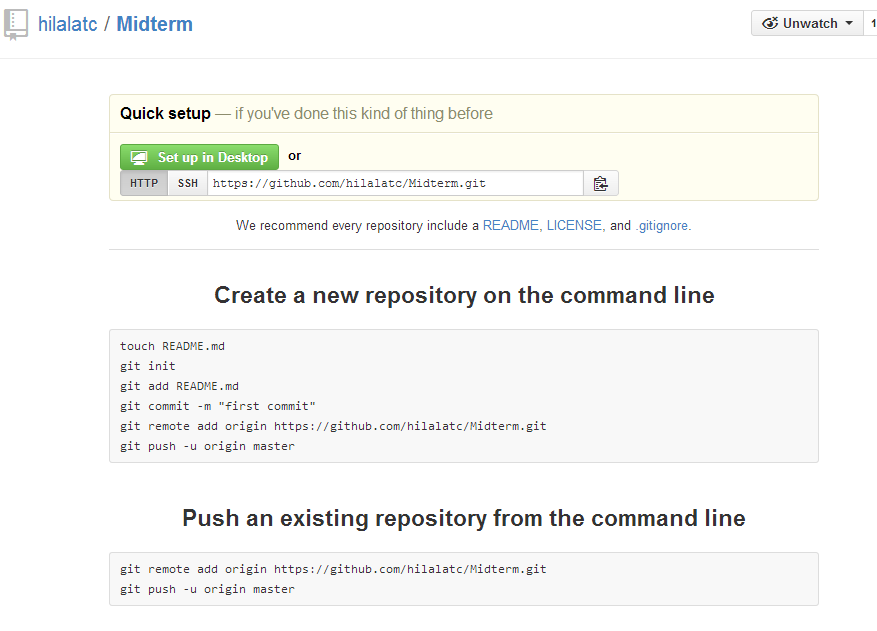 hilalatc / Midterm
Unwatch 1
Quick setup — if you've done this kind of thing before
Set up in Desktop or
HTTP SSH https://github.com/hilalatc/Midterm.git
We recommend every repository include a README, LICENSE, and .gitignore.
Create a new repository on the command line
touch README.md
git init
git add README.md
git commit -m "first commit"
git remote add origin https://github.com/hilalatc/Midterm.git
git push -u origin master
Push an existing repository from the command line
git remote add origin https://github.com/hilalatc/Midterm.git
git push -u origin master